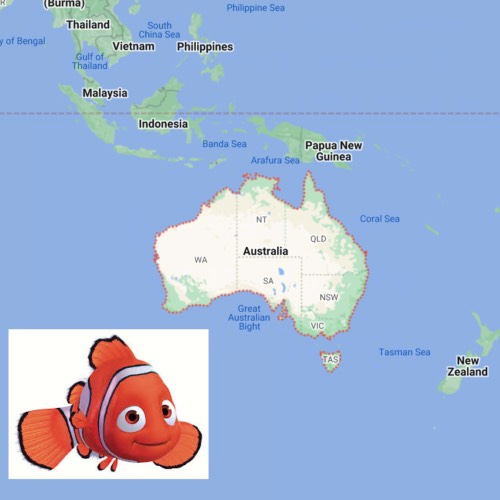 (Burma)
Philippine Sea
Thailand
South
China Sea
y of Bengal
Vietnam
Philippines
Gulf of
Thailand
Malaysia
Indonesia
Banda Sea
Papua New
Guinea
Arafura Sea
NT
Coral Sea
QLD
Australia
WA
SA
NSW
Great
Australian
Bight
VIC
TAS
Tasman Sea
New
Zealand